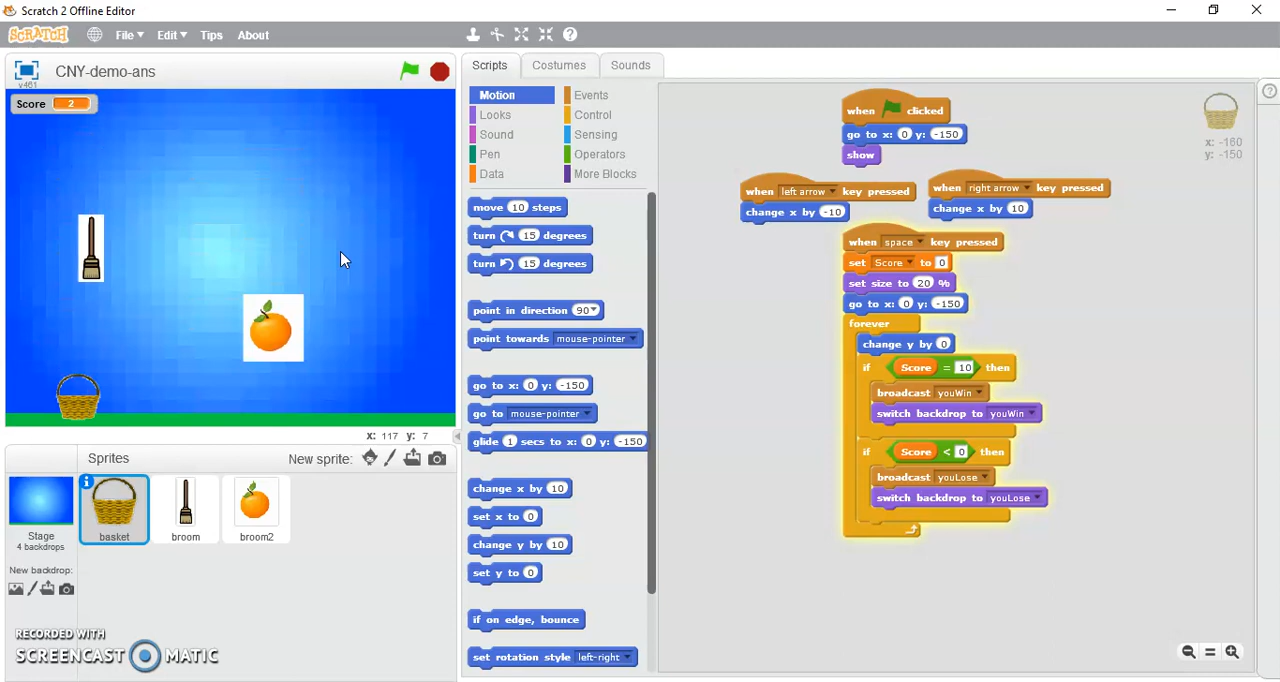 Scratch 2 Offline Editor
SCRATCH File Edit Tips About
CNY-demo-ans
v461
Score 2
x: 117 y: 7
Sprites New sprite:
Stage
4 backdrops
basket broom broom2
New backdrop:
RECORDED WITH
SCREENCAST MATIC
Scripts Costumes Sounds
Motion Events
Looks Control
Sound Sensing
Pen Operators
Data More Blocks
move 10 steps
turn 15 degrees
turn 15 degrees
point in direction 90
point towards mouse-pointer
go to x: 0 y: -150
go to mouse-pointer
glide 1 secs to x: 0 y: -150
change x by 10
set x to 0
change y by 10
set y to 0
if on edge, bounce
set rotation style left-right
when clicked
go to x: 0 y: -150
show
when left arrow key pressed
change x by -10
when right arrow key pressed
change x by 10
when space key pressed
set Score to 0
set size to 20 %
go to x: 0 y: -150
forever
change y by 0
if Score = 10 then
broadcast youWin
switch backdrop to youWin
if Score < 0 then
broadcast youLose
switch backdrop to youLose
x: -160
y: -150